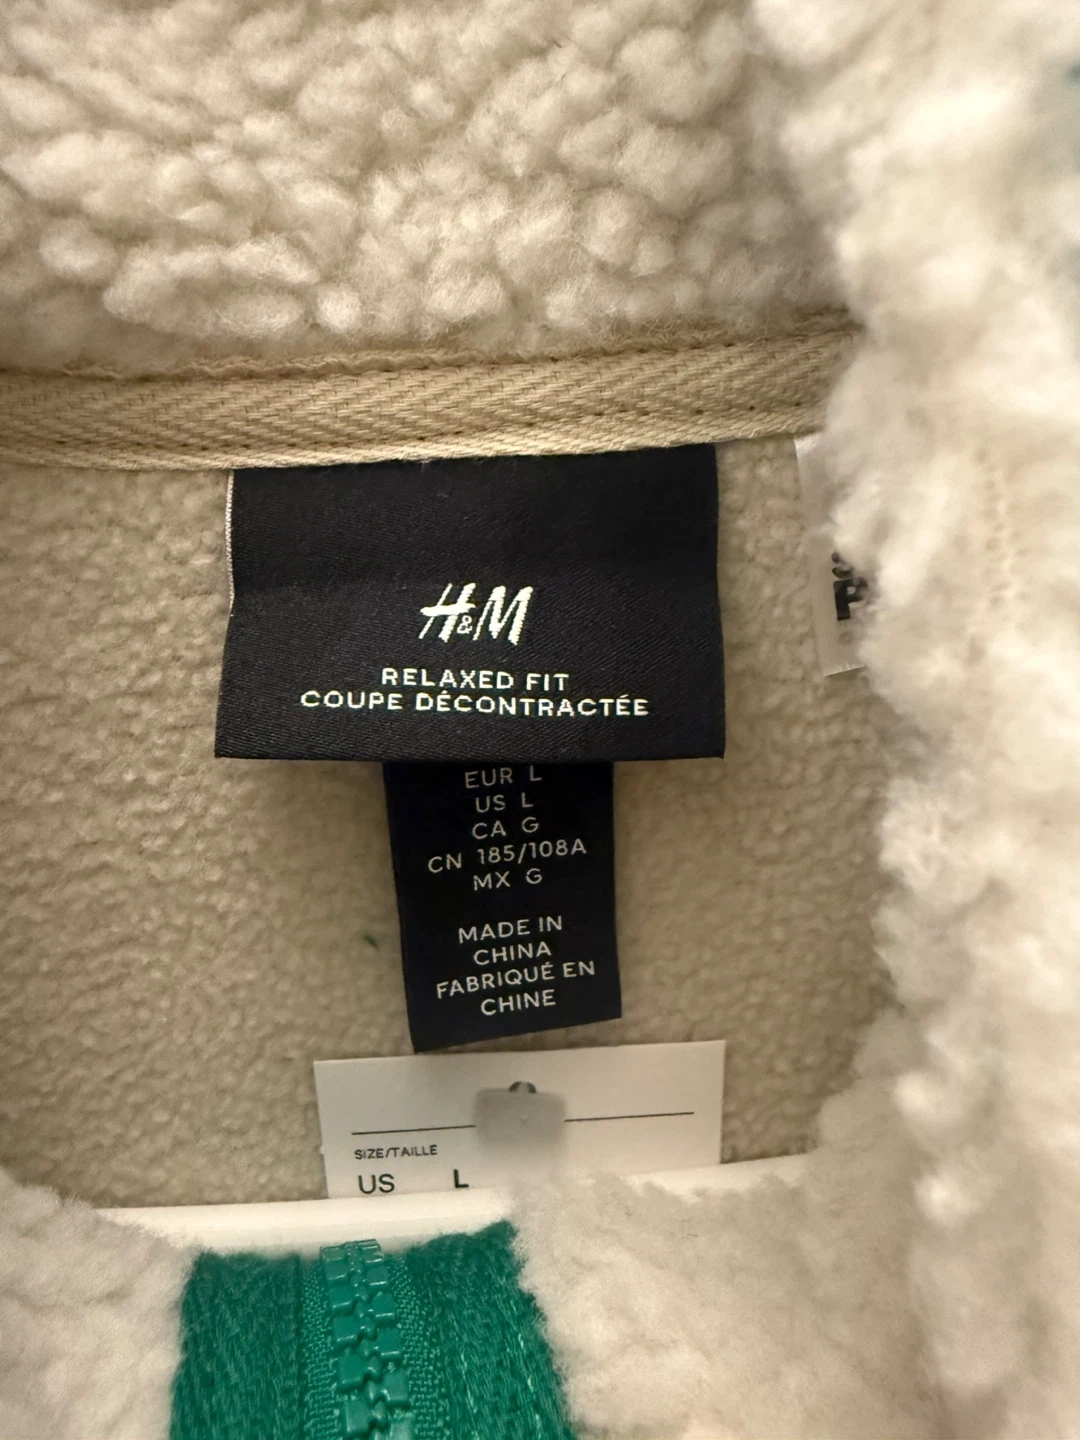 H&M
RELAXED FIT
COUPE DÉCONTRACTÉE
EUR L
US L
CA G
CN 185/108A
MX G
MADE IN
CHINA
FABRIQUÉ EN
CHINE
SIZE/TAILLE
US L